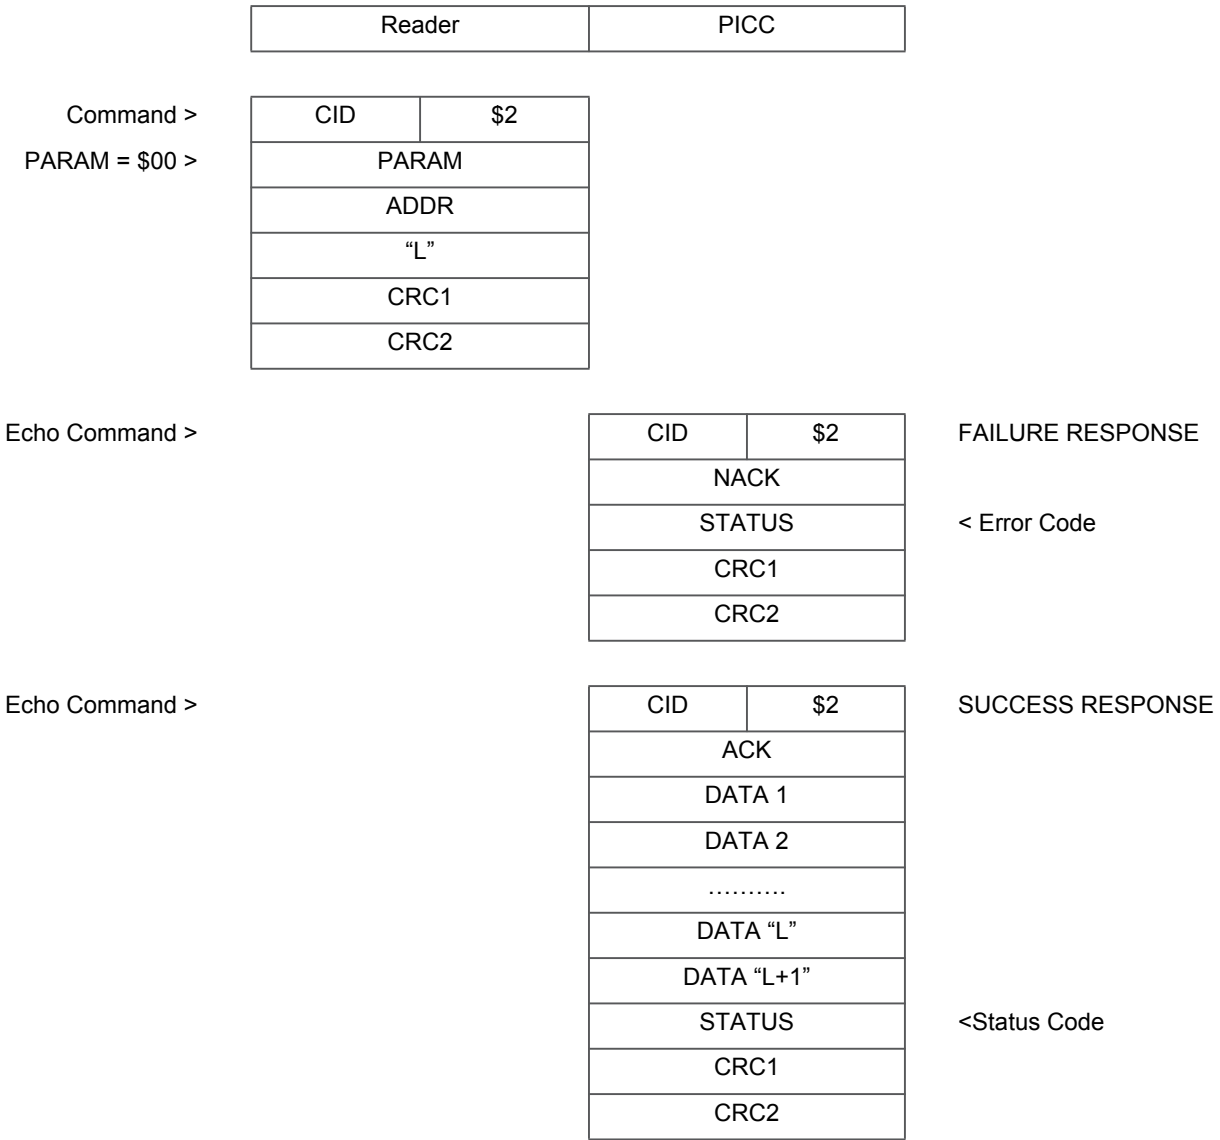 Reader PICC
Command > CID $2
PARAM = $00 > PARAM
ADDR
“L”
CRC1
CRC2
Echo Command > CID $2 FAILURE RESPONSE
NACK
STATUS < Error Code
CRC1
CRC2
Echo Command > CID $2 SUCCESS RESPONSE
ACK
DATA 1
DATA 2
……….
DATA “L”
DATA “L+1”
STATUS <Status Code
CRC1
CRC2